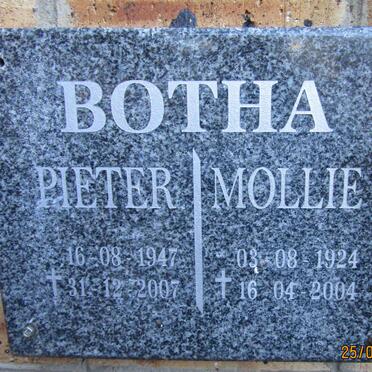 BOTHA
PIETER MOLLIE
16-08-1947 03-08-1924
†31-12-2007 †16-04-2004
25/0